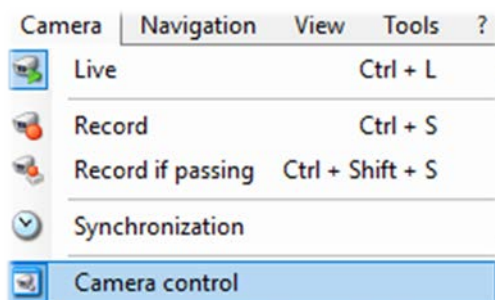 Camera Navigation View Tools ?
Live Ctrl + L
Record Ctrl + S
Record if passing Ctrl + Shift + S
Synchronization
Camera control